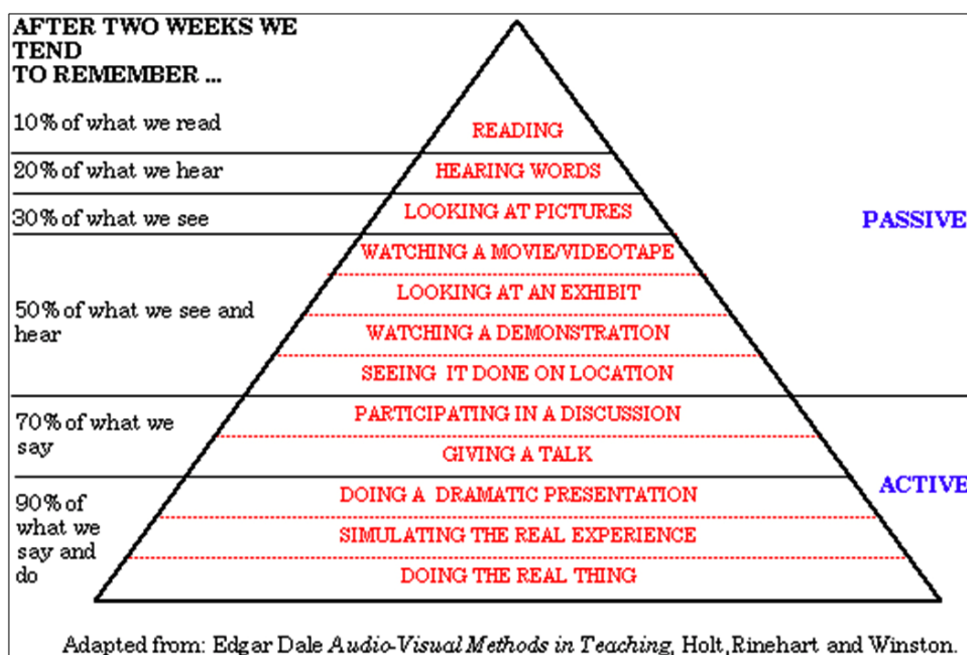 AFTER TWO WEEKS WE
TEND
TO REMEMBER ...
10% of what we read
READING
20% of what we hear
HEARING WORDS
30% of what we see
LOOKING AT PICTURES
PASSIVE
WATCHING A MOVIE/VIDEOTAPE
LOOKING AT AN EXHIBIT
50% of what we see and
hear
WATCHING A DEMONSTRATION
SEEING IT DONE ON LOCATION
70% of what we
say
PARTICIPATING IN A DISCUSSION
GIVING A TALK
ACTIVE
90% of
what we
say and
do
DOING A DRAMATIC PRESENTATION
SIMULATING THE REAL EXPERIENCE
DOING THE REAL THING
Adapted from: Edgar Dale Audio-Visual Methods in Teaching, Holt, Rinehart and Winston.